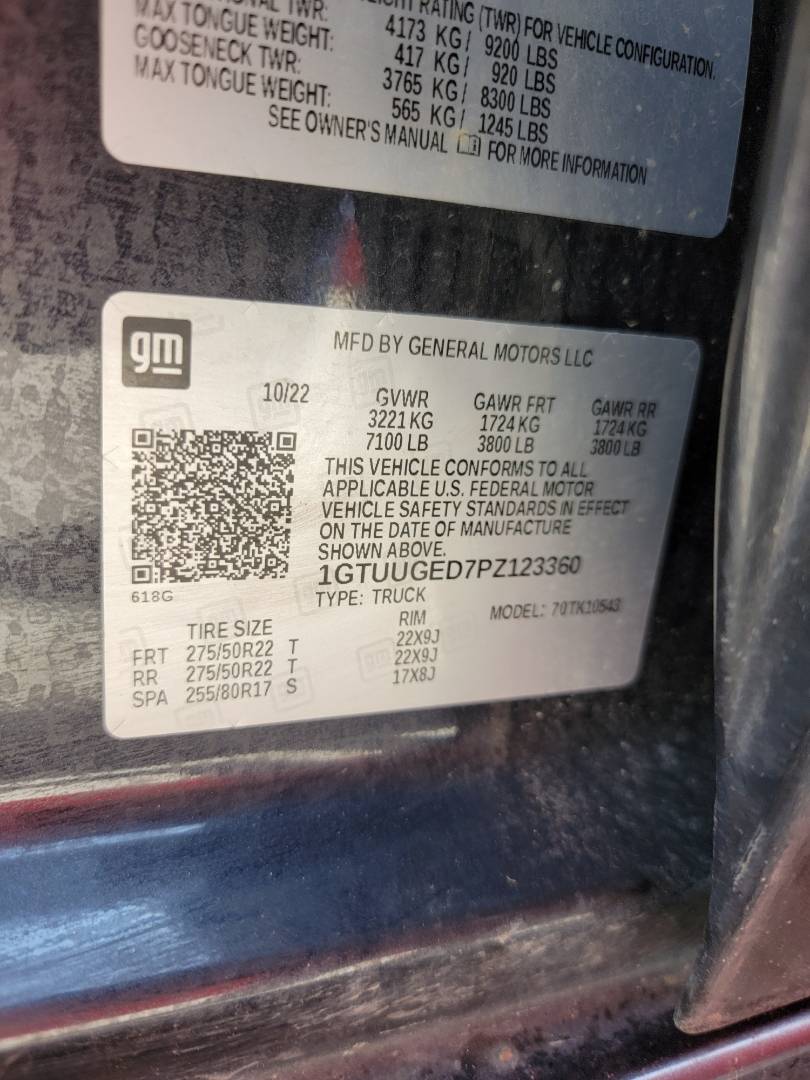 TWR:
RATING (TWR) FOR VEHICLE CONFIGURATION.
MAX TONGUE WEIGHT: 4173 KG/ 9200 LBS
GOOSENECK TWR: 417 KG/ 920 LBS
MAX TONGUE WEIGHT: 3765 KG/ 8300 LBS
565 KG/ 1245 LBS
SEE OWNER'S MANUAL FOR MORE INFORMATION
gm
MFD BY GENERAL MOTORS LLC
10/22 GVWR GAWR FRT GAWR RR
3221 KG 1724 KG 1724 KG
7100 LB 3800 LB 3800 LB
THIS VEHICLE CONFORMS TO ALL
APPLICABLE U.S. FEDERAL MOTOR
VEHICLE SAFETY STANDARDS IN EFFECT
ON THE DATE OF MANUFACTURE
SHOWN ABOVE.
1GTUUGED7PZ123360
618G
TYPE: TRUCK MODEL: 70TK10543
TIRE SIZE RIM
FRT 275/50R22 T 22X9J
RR 275/50R22 T 22X9J
SPA 255/80R17 S 17X8J